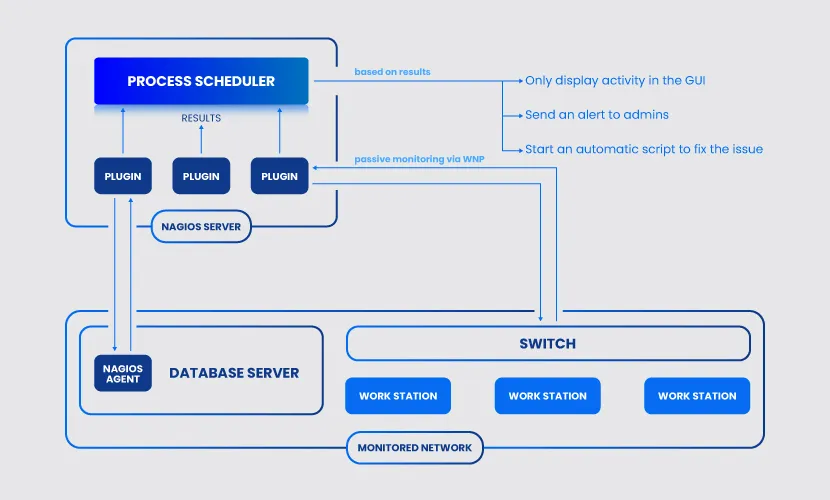 PROCESS SCHEDULER
based on results
Only display activity in the GUI
RESULTS
Send an alert to admins
Start an automatic script to fix the issue
passive monitoring via WNP
PLUGIN
PLUGIN
PLUGIN
NAGIOS SERVER
SWITCH
NAGIOS
AGENT
DATABASE SERVER
WORK STATION
WORK STATION
WORK STATION
MONITORED NETWORK